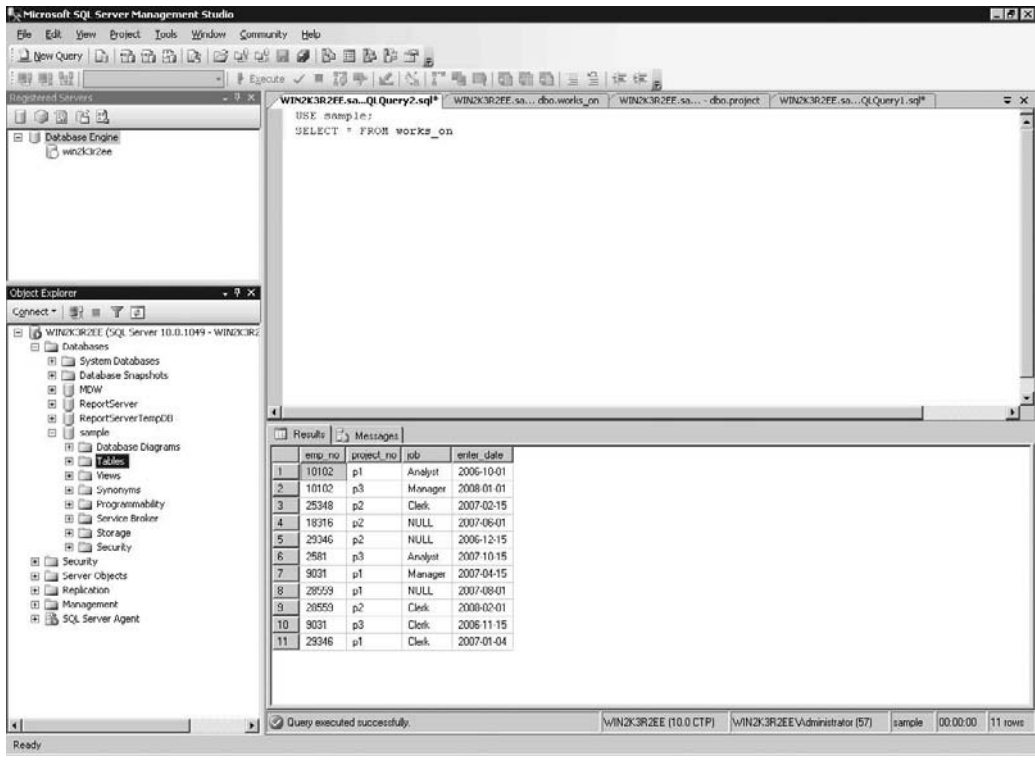 Microsoft SQL Server Management Studio
File Edit View Project Tools Window Community Help
New Query
Execute
Registered Servers
Database Engine
win2k3r2ee
WIN2K3R2EE.sa...QLQuery2.sql* WIN2K3R2EE.sa... dbo.works_on WIN2K3R2EE.sa... - dbo.project WIN2K3R2EE.sa...QLQuery1.sql*
USE sample;
SELECT * FROM works_on
Object Explorer
Connect
WIN2K3R2EE (SQL Server 10.0.1049 - WIN2K3R2
Databases
System Databases
Database Snapshots
MDW
ReportServer
ReportServerTempDB
sample
Database Diagrams
Tables
Views
Synonyms
Programmability
Service Broker
Storage
Security
Security
Server Objects
Replication
Management
SQL Server Agent
Results Messages
emp_no project_no job enter_date
1 10102 p1 Analyst 2006-10-01
2 10102 p3 Manager 2008-01-01
3 25348 p2 Clerk 2007-02-15
4 18316 p2 NULL 2007-06-01
5 29346 p2 NULL 2006-12-15
6 2581 p3 Analyst 2007-10-15
7 9031 p1 Manager 2007-04-15
8 28559 p1 NULL 2007-08-01
9 28559 p2 Clerk 2008-02-01
10 9031 p3 Clerk 2006-11-15
11 29346 p1 Clerk 2007-01-04
Query executed successfully. WIN2K3R2EE (10.0 CTP) WIN2K3R2EE\Administrator (57) sample 00:00:00 11 rows
Ready